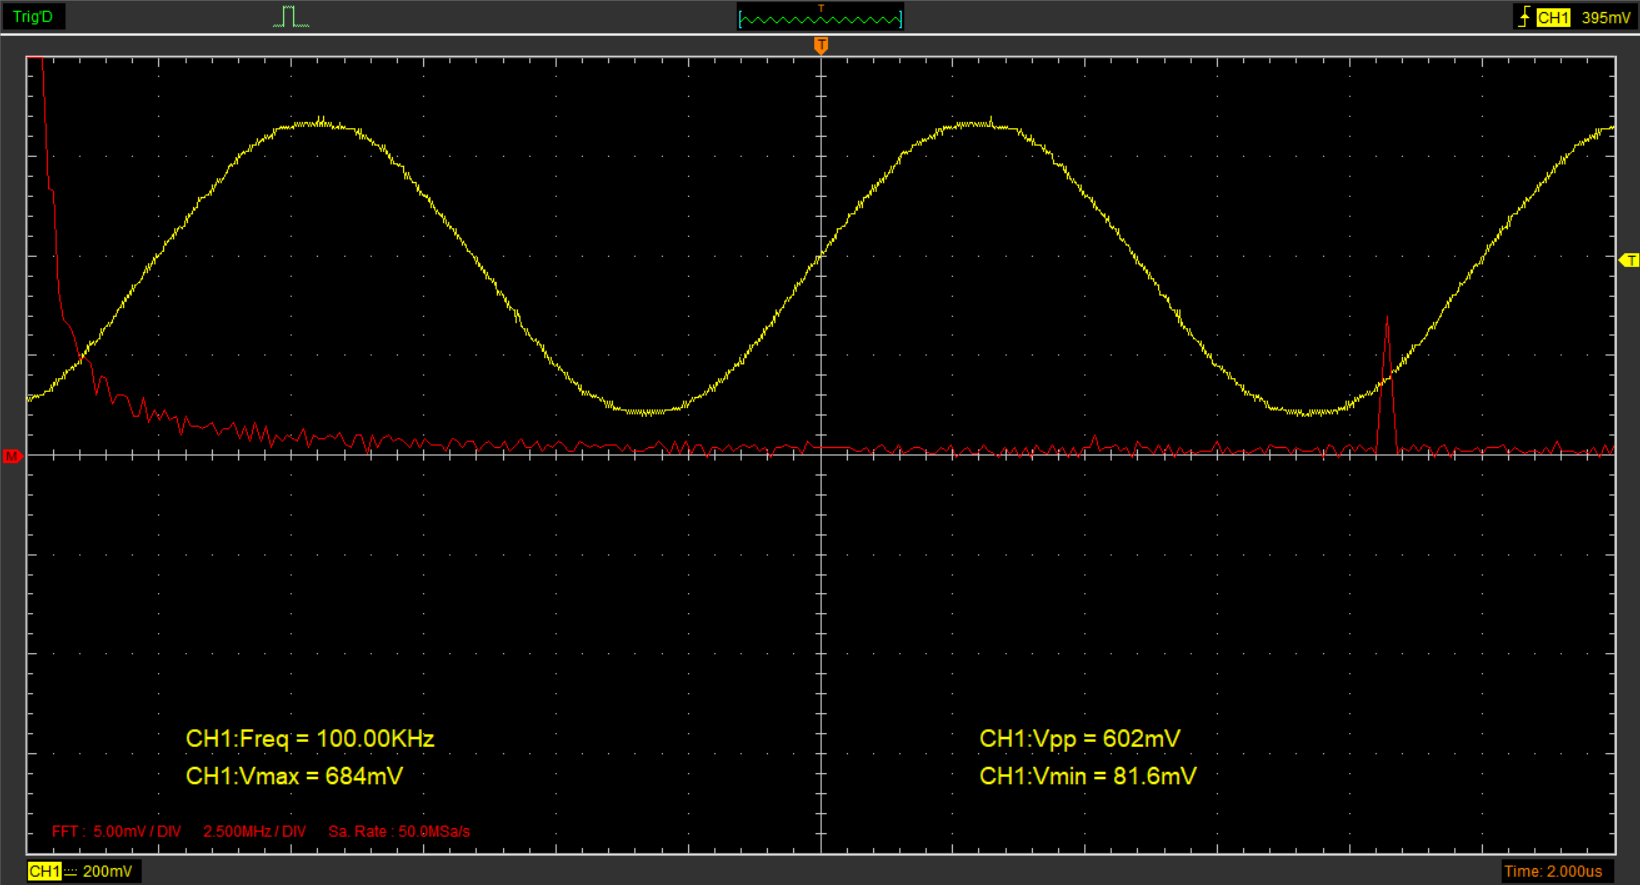 Trig'D
T
CH1 395mV
T
T
M
CH1:Freq = 100.00KHz
CH1:Vpp = 602mV
CH1:Vmax = 684mV
CH1:Vmin = 81.6mV
FFT : 5.00mV / DIV 2.500MHz / DIV Sa. Rate : 50.0MSa/s
CH1 200mV
Time: 2.000us